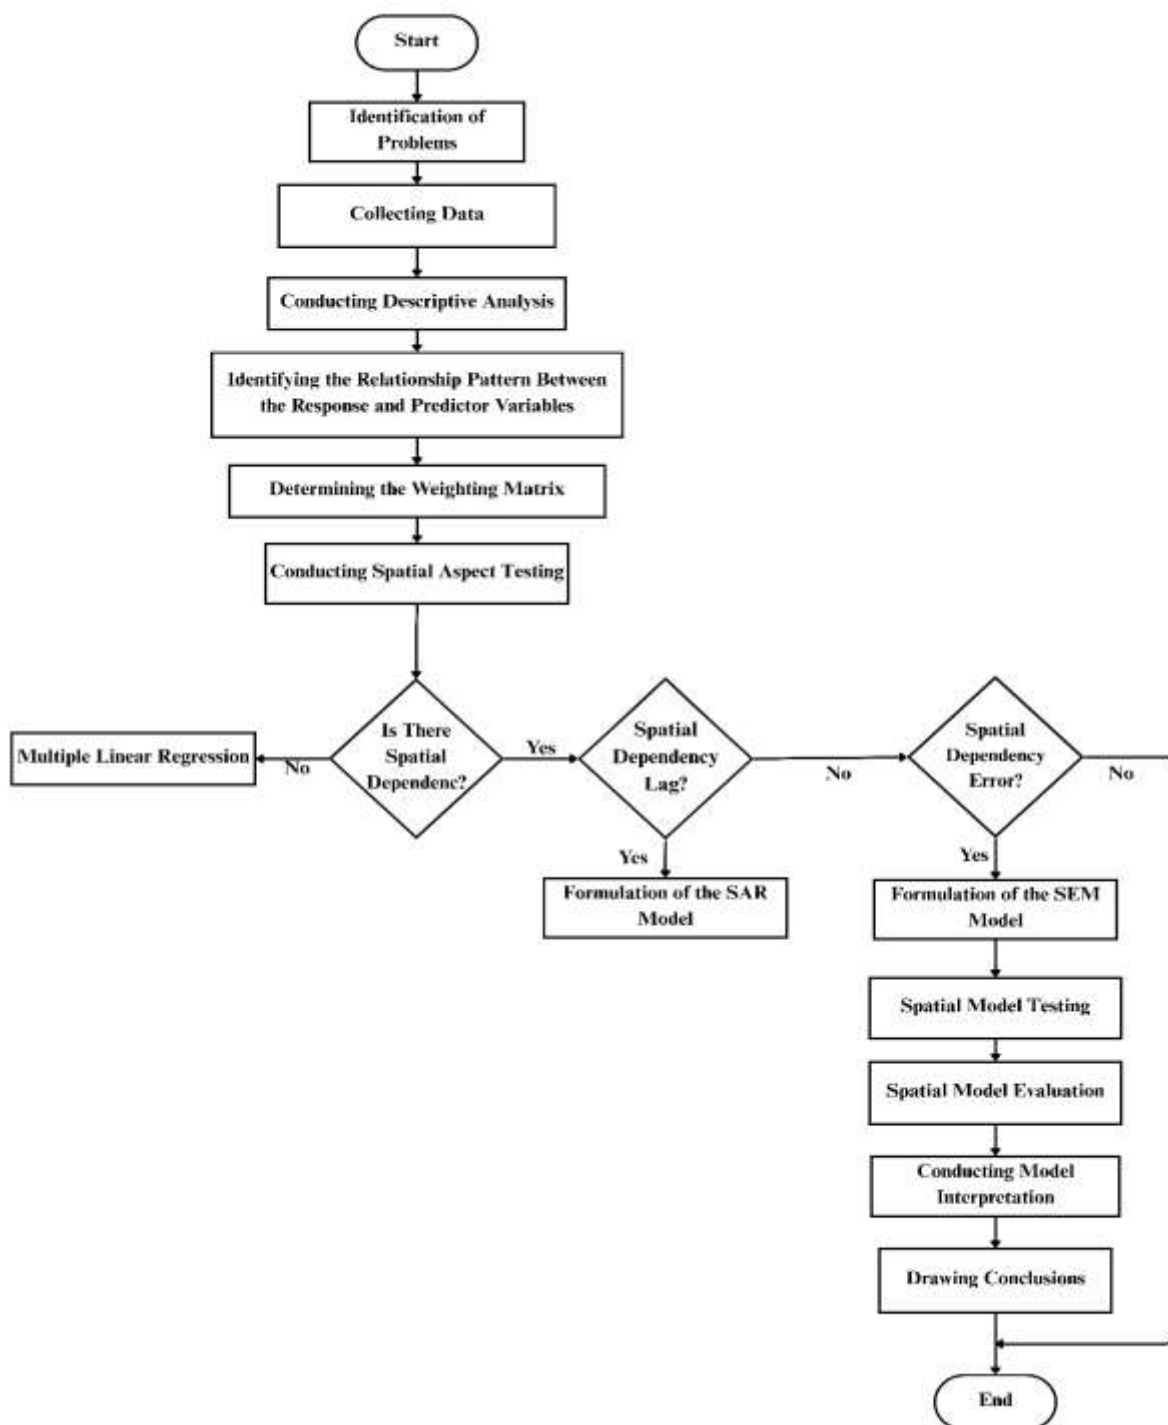 Start
Identification of
Problems
Collecting Data
Conducting Descriptive Analysis
Identifying the Relationship Pattern Between
the Response and Predictor Variables
Determining the Weighting Matrix
Conducting Spatial Aspect Testing
Is There
Spatial
Dependenc?
No
Multiple Linear Regression
Yes
Spatial
Dependency
Lag?
Yes
Formulation of the SAR
Model
No
Spatial
Dependency
Error?
No
Yes
Formulation of the SEM
Model
Spatial Model Testing
Spatial Model Evaluation
Conducting Model
Interpretation
Drawing Conclusions
End